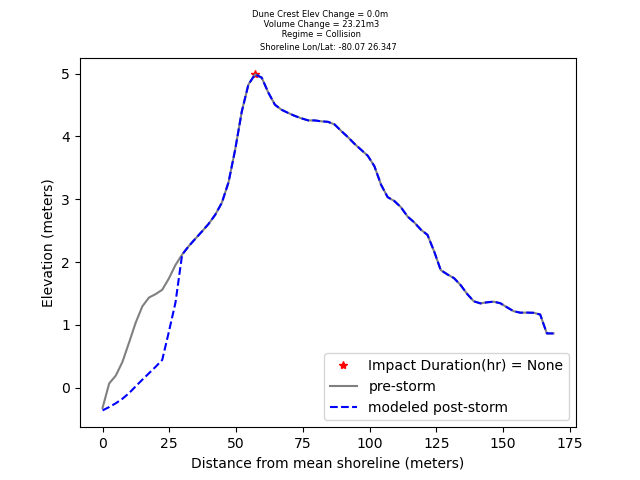 Dune Crest Elev Change = 0.0m
Volume Change = 23.21m3
Regime = Collision
Shoreline Lon/Lat: -80.07 26.347
5
4
3
2
1
0
Elevation (meters)
Impact Duration(hr) = None
pre-storm
modeled post-storm
0 25 50 75 100 125 150 175
Distance from mean shoreline (meters)